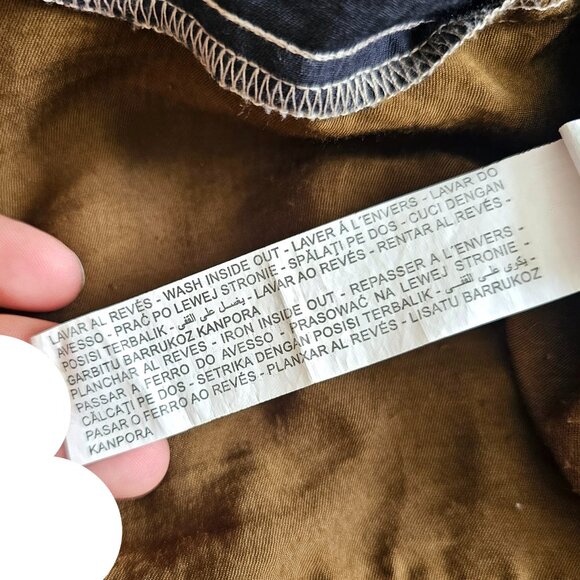 LAVAR AL REVÉS - WASH INSIDE OUT - LAVER À L'ENVERS - LAVAR DO
AVESSO - PRAĆ PO LEWEJ STRONIE - SPĂLAȚI PE DOS - CUCI DENGAN
POSISI TERBALIK - يغسل على القفى - LAVAR AO REVÉS - RENTAR AL REVÉS -
GARBITU BARRUKOZ KANPORA
PLANCHAR AL REVES - IRON INSIDE OUT - REPASSER A L'ENVERS -
PASSAR A FERRO DO AVESSO - PRASOWAĆ NA LEWEJ STRONIE -
CĂLCAȚI PE DOS - SETRIKA DENGAN POSISI TERBALIK - يكوى على القفى -
PASAR O FERRO AO REVÉS - PLANXAR AL REVÉS - LISATU BARRUKOZ
KANPORA